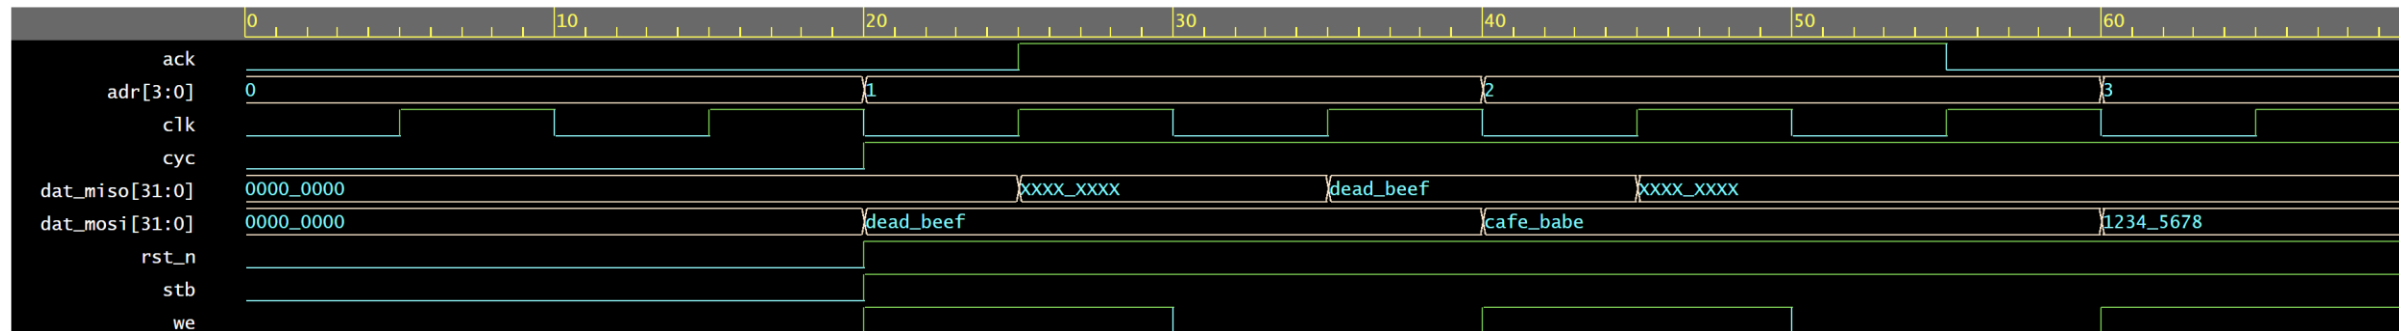 0 10 20 30 40 50 60
ack
adr[3:0] 0 1 2 3
clk
cyc
dat_miso[31:0] 0000_0000 XXXX_XXXX dead_beef XXXX_XXXX
dat_mosi[31:0] 0000_0000 dead_beef cafe_babe 1234_5678
rst_n
stb
we